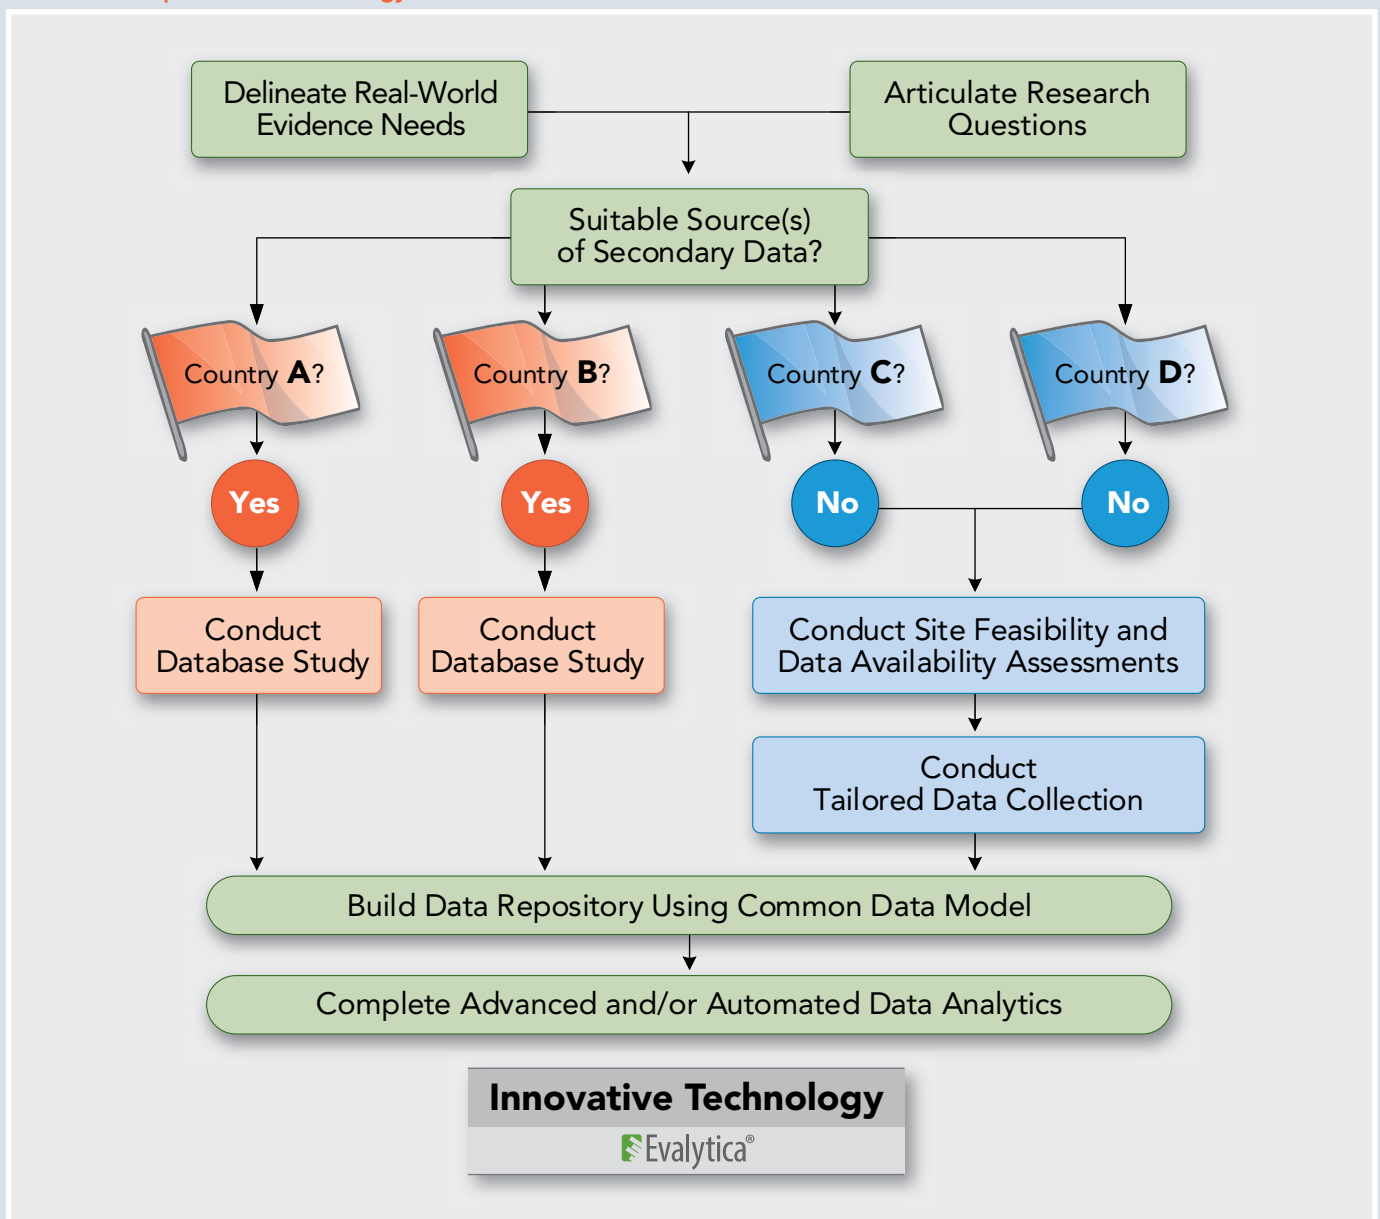 Delineate Real-World
Evidence Needs
Articulate Research
Questions
Suitable Source(s)
of Secondary Data?
Country A?
Country B?
Country C?
Country D?
Yes
Yes
No
No
Conduct
Database Study
Conduct
Database Study
Conduct Site Feasibility and
Data Availability Assessments
Conduct
Tailored Data Collection
Build Data Repository Using Common Data Model
Complete Advanced and/or Automated Data Analytics
Innovative Technology
Evalytica®